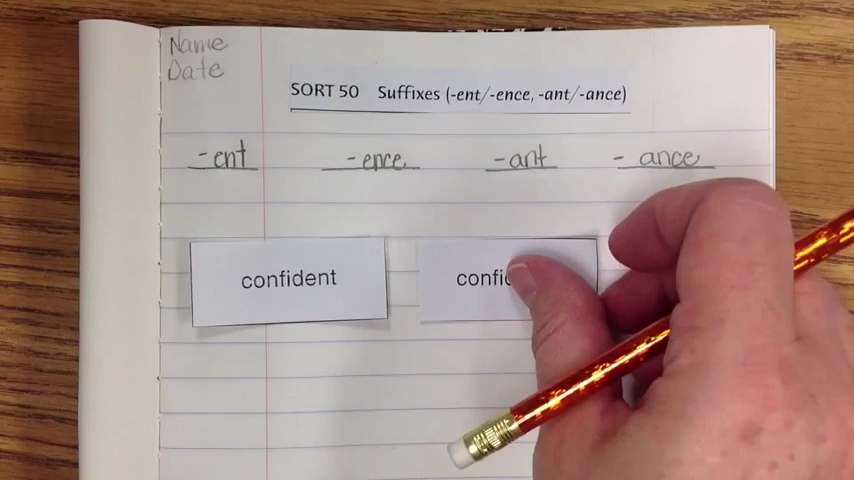 Name
Date
SORT 50 Suffixes (-ent/-ence, -ant/-ance)
-ent -ence -ant - ance
confident